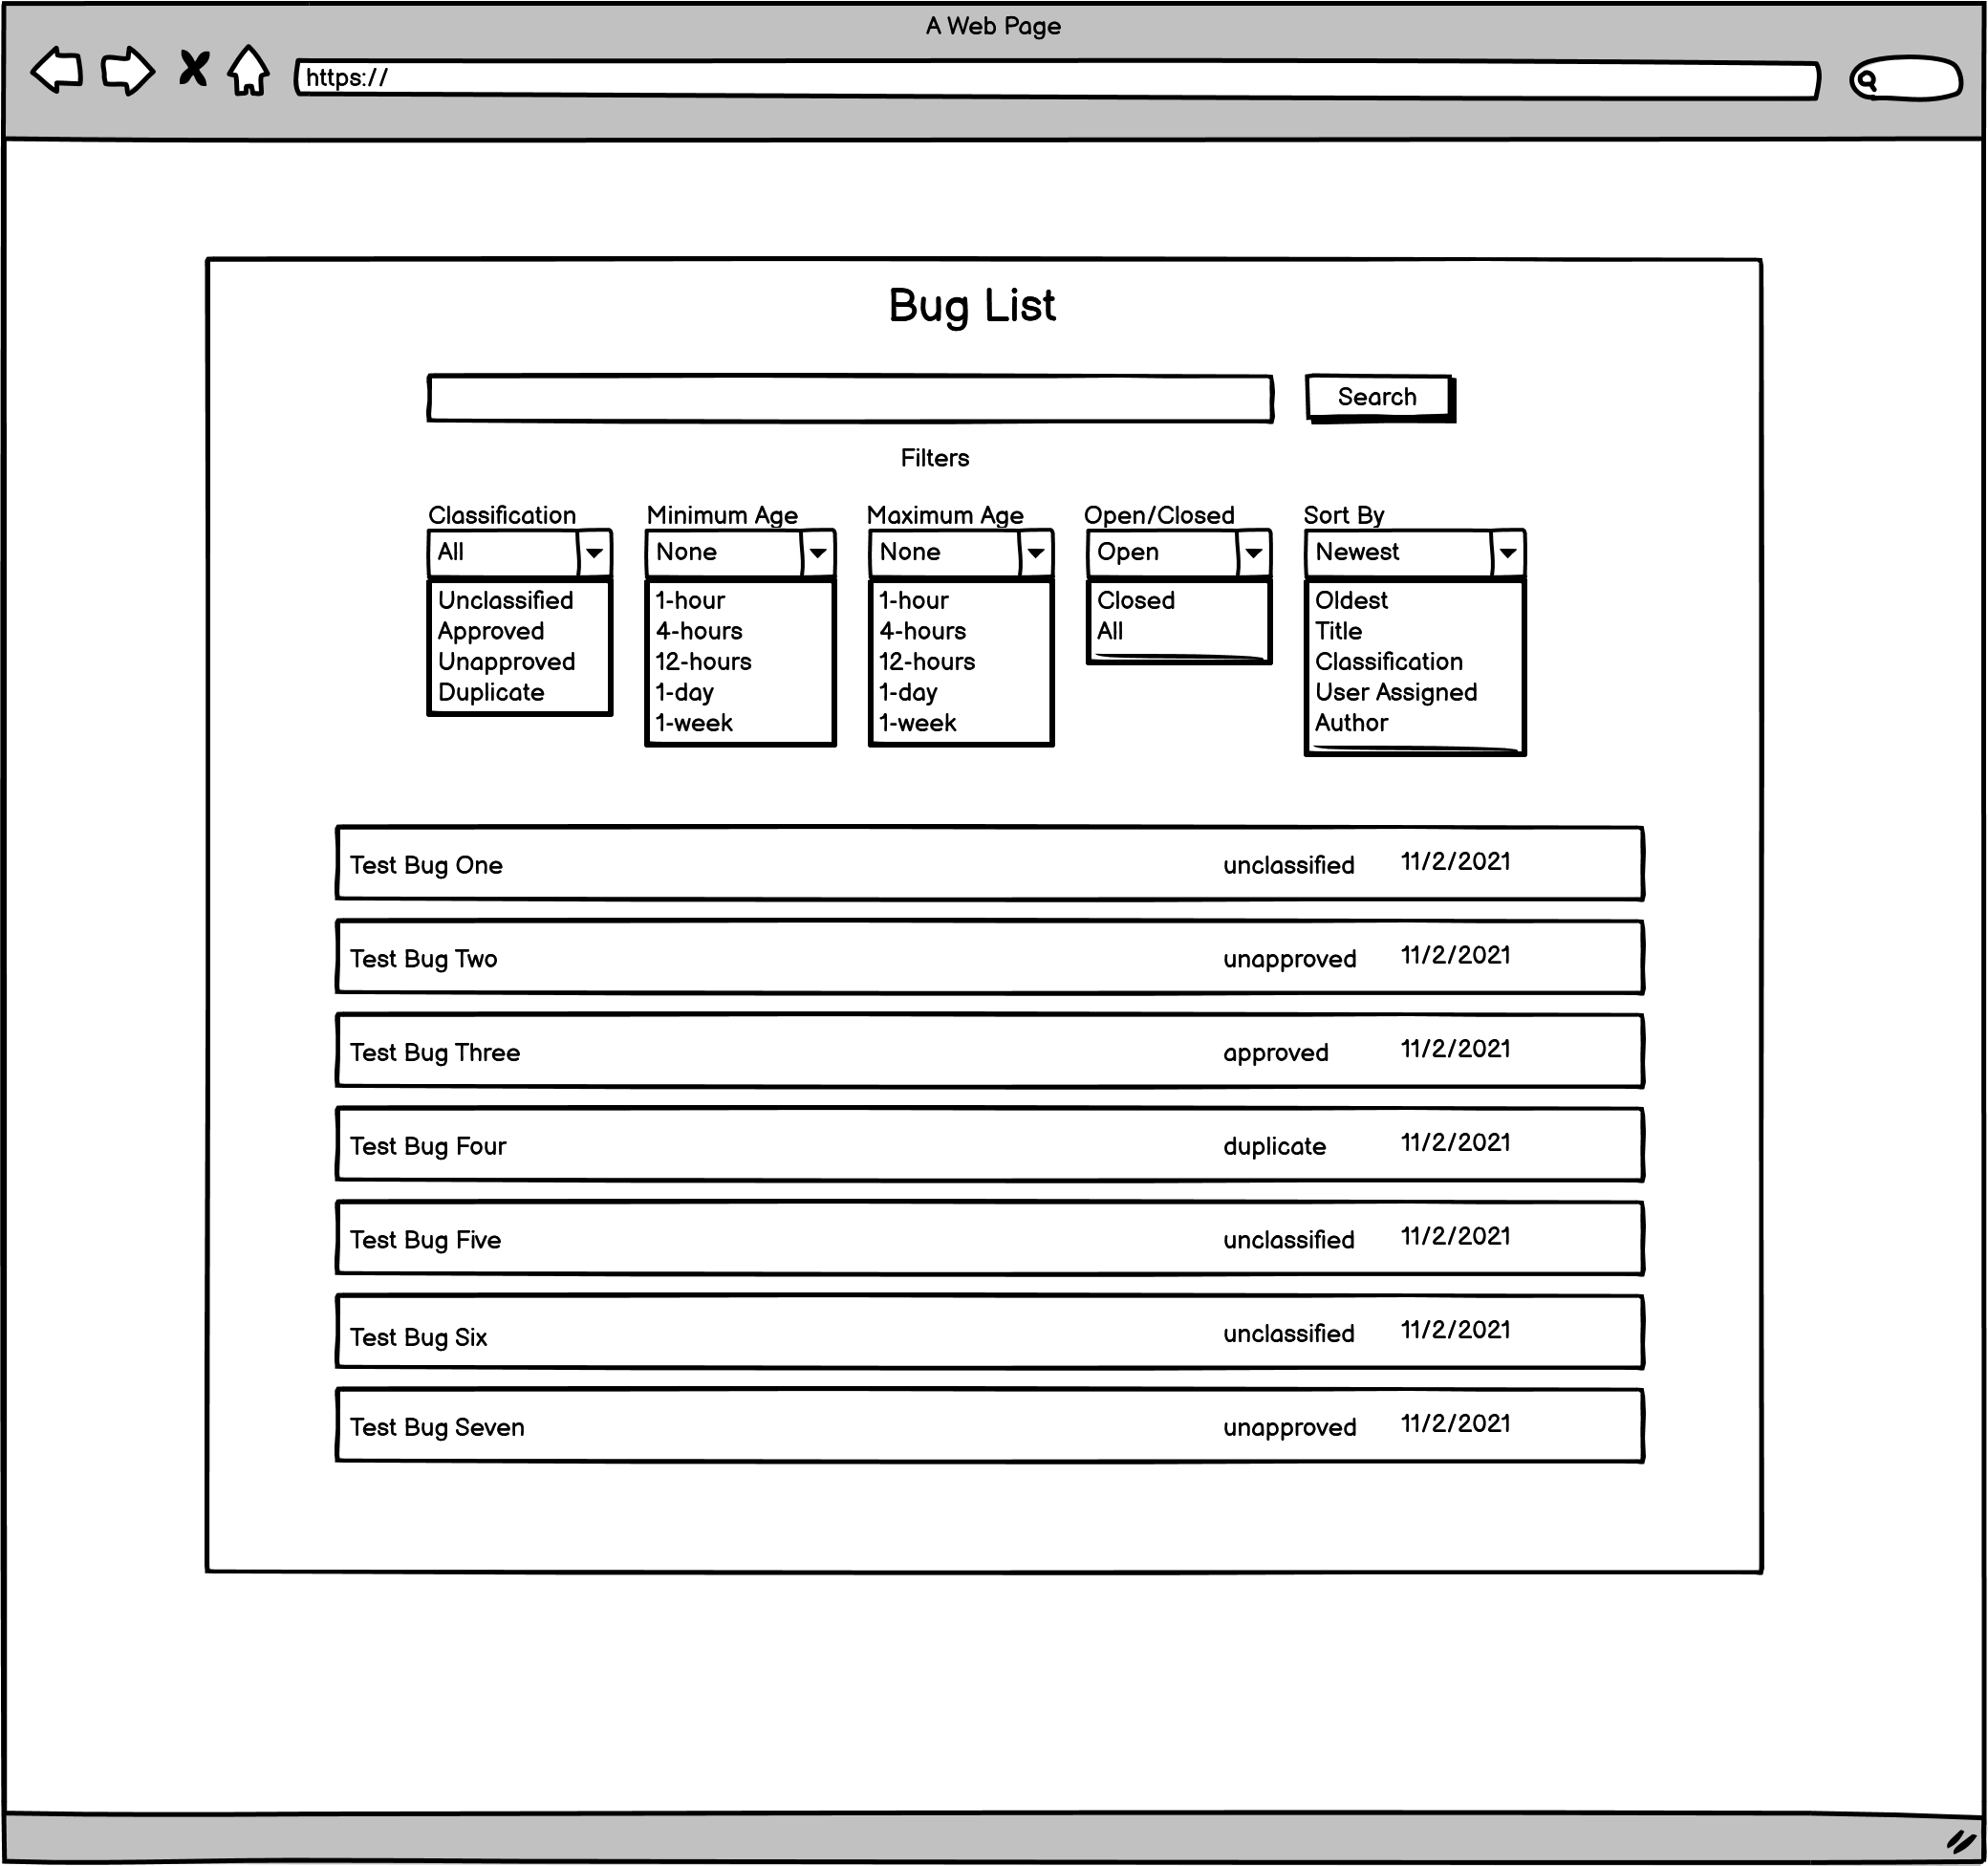 A Web Page
https://
Bug List
Search
Filters
Classification Minimum Age Maximum Age Open/Closed Sort By
All None None Open Newest
Unclassified 1-hour 1-hour Closed Oldest
Approved 4-hours 4-hours All Title
Unapproved 12-hours 12-hours Classification
Duplicate 1-day 1-day User Assigned
1-week 1-week Author
Test Bug One unclassified 11/2/2021
Test Bug Two unapproved 11/2/2021
Test Bug Three approved 11/2/2021
Test Bug Four duplicate 11/2/2021
Test Bug Five unclassified 11/2/2021
Test Bug Six unclassified 11/2/2021
Test Bug Seven unapproved 11/2/2021